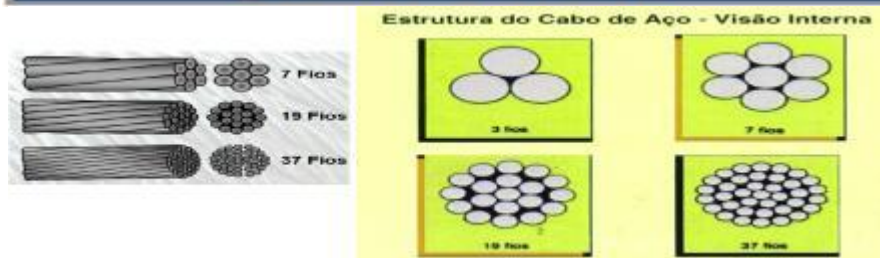 Estrutura do Cabo de Aço - Visão Interna
7 Fios
19 Fios
37 Fios
3 fios
7 fios
19 fios
37 fios